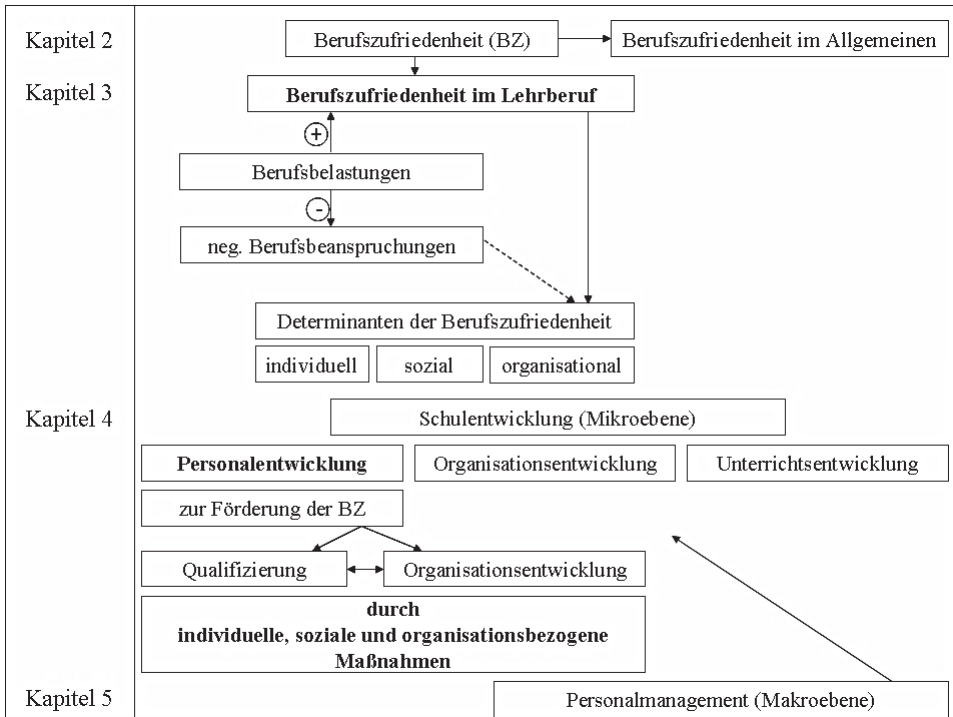 Kapitel 2
Berufszufriedenheit (BZ)
Berufszufriedenheit im Allgemeinen
Kapitel 3
Berufszufriedenheit im Lehrberuf
+
Berufsbelastungen
-
neg. Berufsbeanspruchungen
Determinanten der Berufszufriedenheit
individuell
sozial
organisational
Kapitel 4
Schulentwicklung (Mikroebene)
Personalentwicklung
Organisationsentwicklung
Unterrichtsentwicklung
zur Förderung der BZ
Qualifizierung
Organisationsentwicklung
durch
individuelle, soziale und organisationsbezogene
Maßnahmen
Kapitel 5
Personalmanagement (Makroebene)